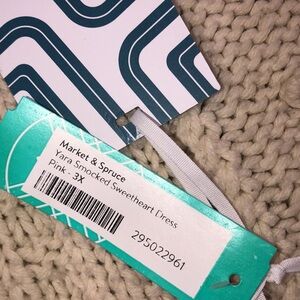 Market & Spruce
Yara Smocked Sweetheart Dress
Pink - 3X
295022961